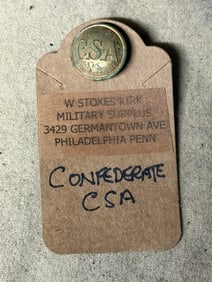 CSA
W STOKES KIRK
MILITARY SURPLUS
3429 GERMANTOWN AVE
PHILADELPHIA PENN
CONFEDERATE
CSA